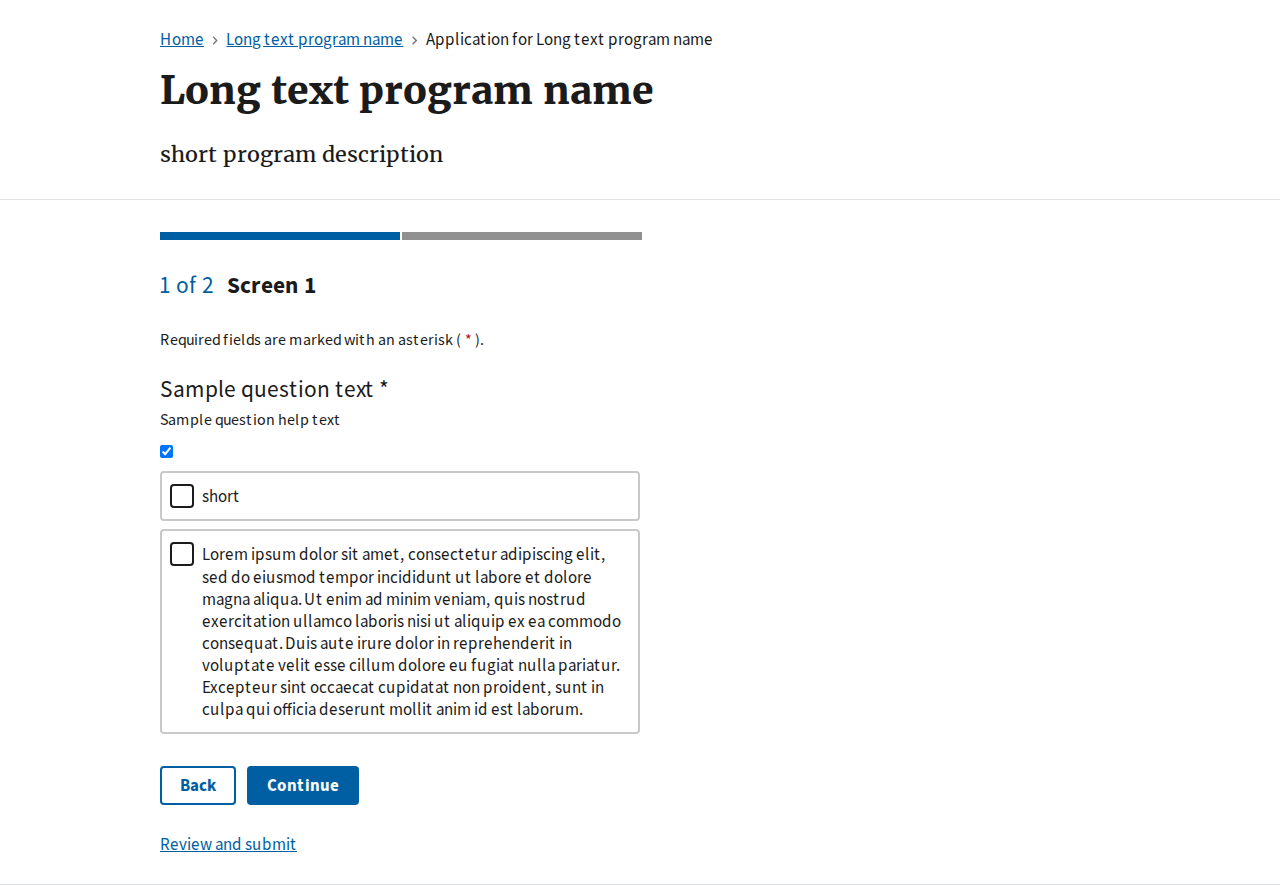 Home > Long text program name > Application for Long text program name
Long text program name
short program description
1 of 2 Screen 1
Required fields are marked with an asterisk ( * ).
Sample question text *
Sample question help text
short
Lorem ipsum dolor sit amet, consectetur adipiscing elit,
sed do eiusmod tempor incididunt ut labore et dolore
magna aliqua. Ut enim ad minim veniam, quis nostrud
exercitation ullamco laboris nisi ut aliquip ex ea commodo
consequat. Duis aute irure dolor in reprehenderit in
voluptate velit esse cillum dolore eu fugiat nulla pariatur.
Excepteur sint occaecat cupidatat non proident, sunt in
culpa qui officia deserunt mollit anim id est laborum.
Back Continue
Review and submit